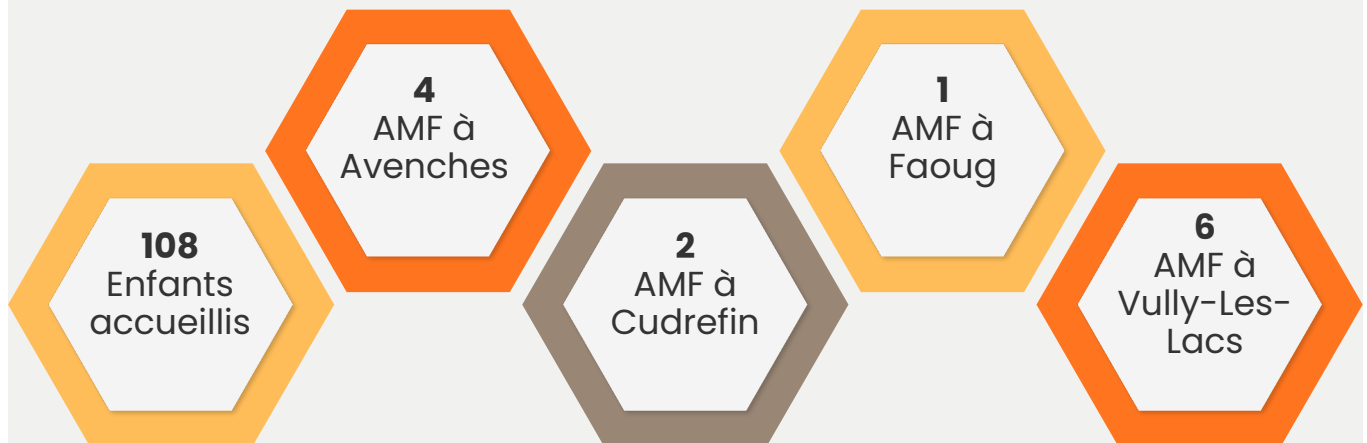 108
Enfants
accueillis
4
AMF à
Avenches
2
AMF à
Cudrefin
1
AMF à
Faoug
6
AMF à
Vully-Les-
Lacs